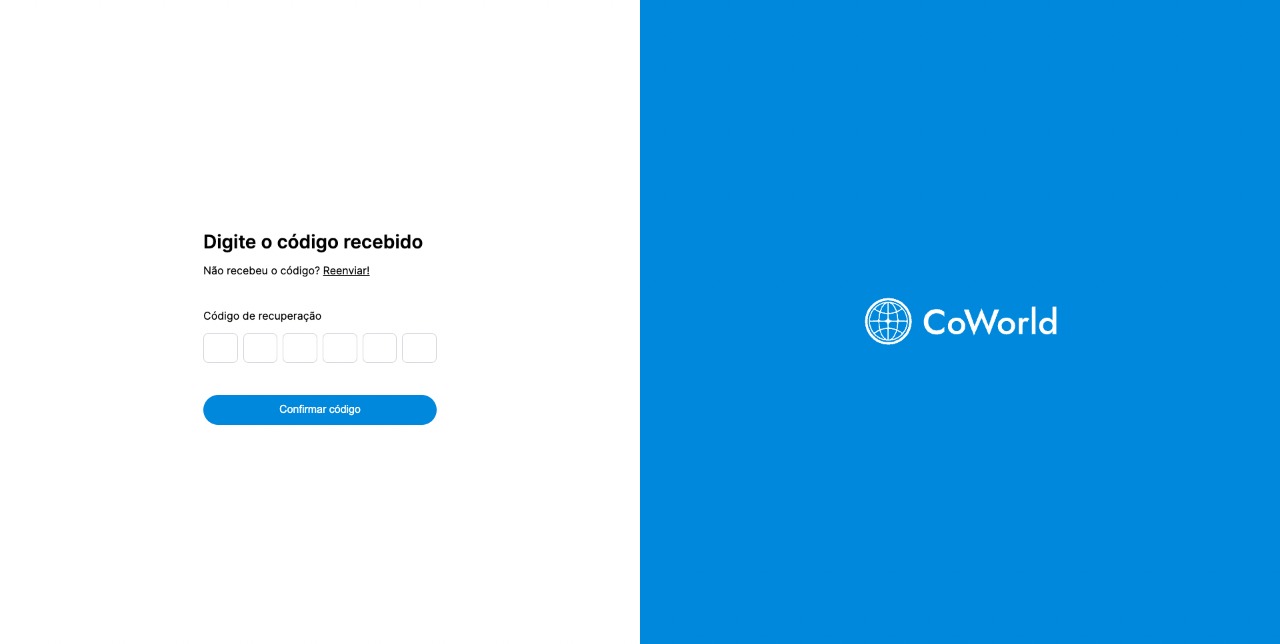 Digite o código recebido
Não recebeu o código? Reenviar!
Código de recuperação
Confirmar código
CoWorld